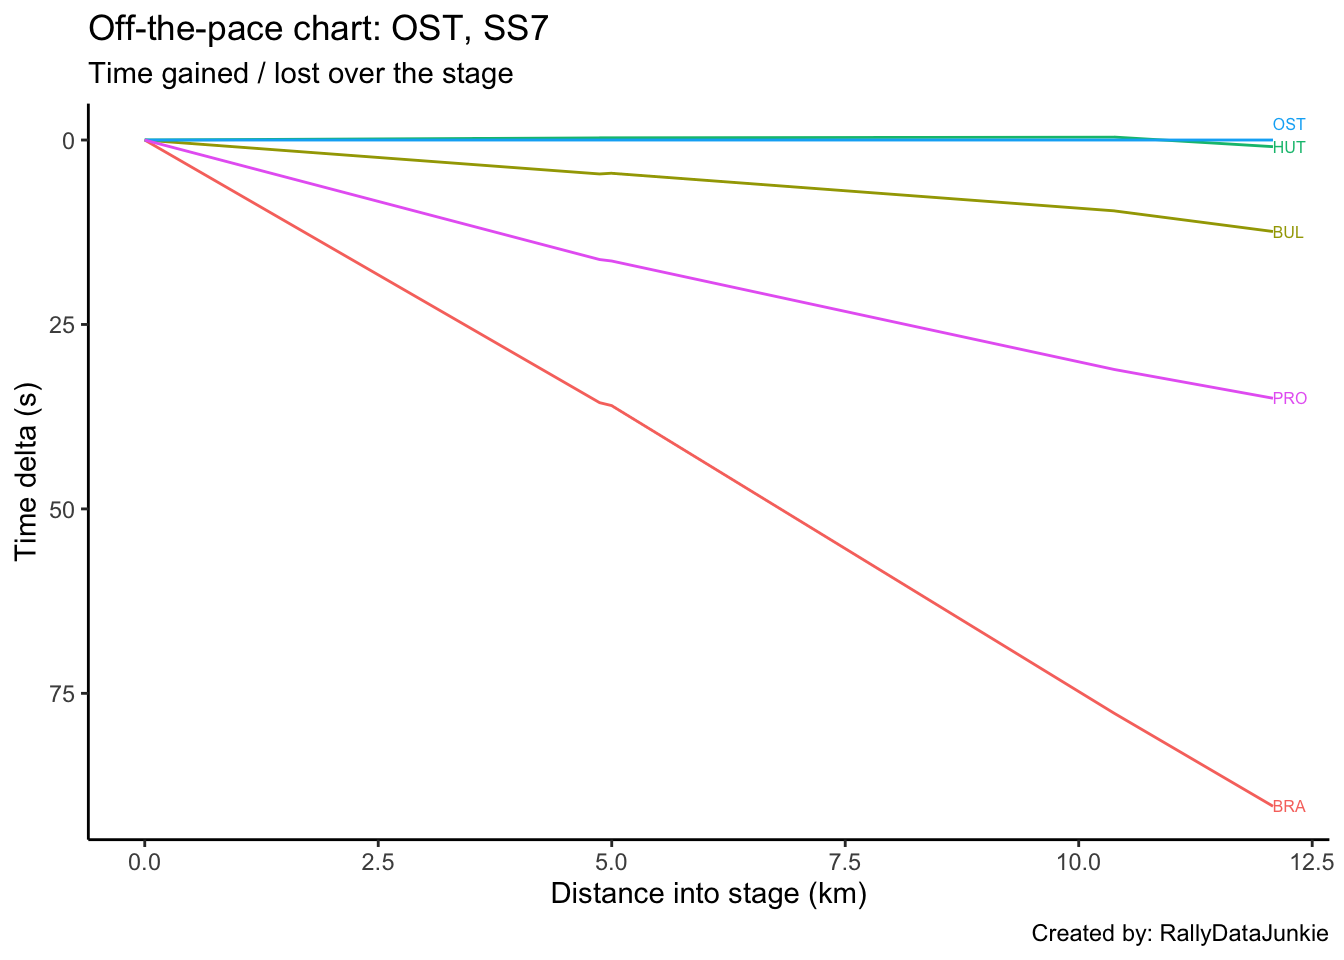 Off-the-pace chart: OST, SS7
Time gained / lost over the stage
Time delta (s)
0
25
50
75
OST
HUT
BUL
PRO
BRA
0.0 2.5 5.0 7.5 10.0 12.5
Distance into stage (km)
Created by: RallyDataJunkie